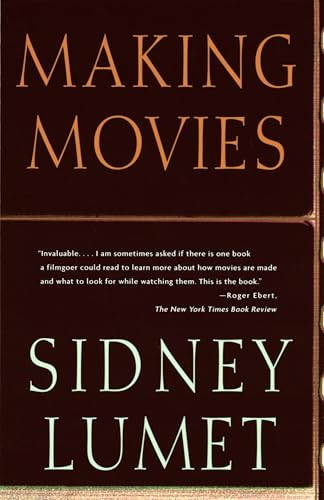 MAKING
MOVIES
"Invaluable. . . . I am sometimes asked if there is one book
a filmgoer could read to learn more about how movies are made
and what to look for while watching them. This is the book."
—Roger Ebert,
The New York Times Book Review
SIDNEY
LUMET